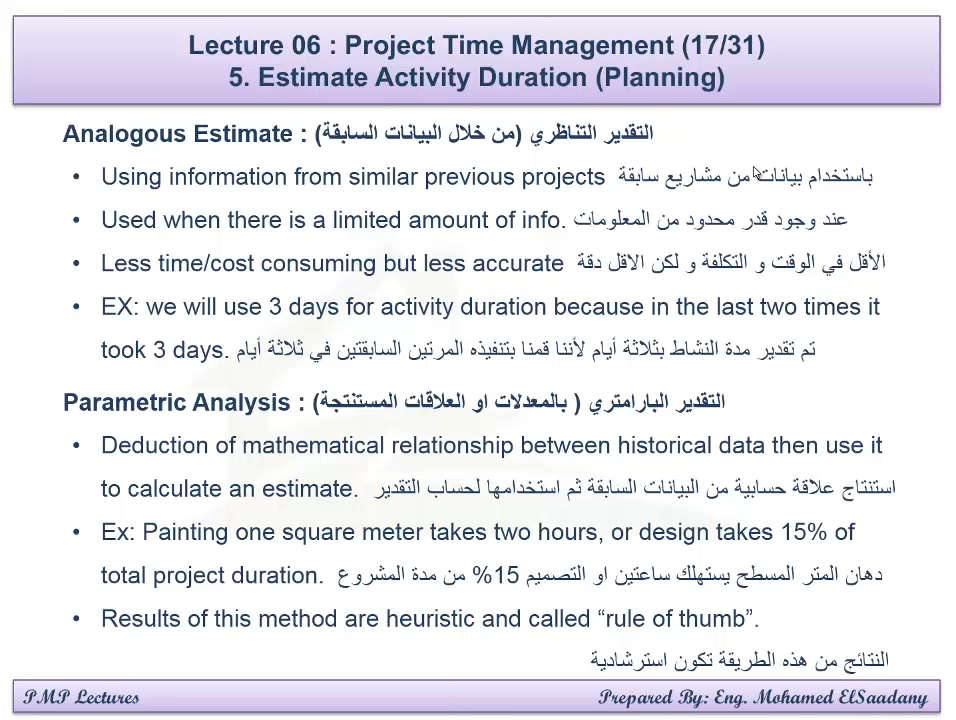 Lecture 06 : Project Time Management (17/31)
5. Estimate Activity Duration (Planning)
Analogous Estimate : التقدير التناظري (من خلال البيانات السابقة)
• Using information from similar previous projects باستخدام بيانات من مشاريع سابقة
• Used when there is a limited amount of info. عند وجود قدر محدود من المعلومات
• Less time/cost consuming but less accurate الأقل في الوقت و التكلفة و لكن الاقل دقة
• EX: we will use 3 days for activity duration because in the last two times it
took 3 days. تم تقدير مدة النشاط بثلاثة أيام لأننا قمنا بتنفيذه المرتين السابقتين في ثلاثة أيام
Parametric Analysis : التقدير البارامتري ( بالمعدلات او العلاقات المستنتجة)
• Deduction of mathematical relationship between historical data then use it
to calculate an estimate. استنتاج علاقة حسابية من البيانات السابقة ثم استخدامها لحساب التقدير
• Ex: Painting one square meter takes two hours, or design takes 15% of
total project duration. دهان المتر المسطح يستهلك ساعتين او التصميم 15% من مدة المشروع
• Results of this method are heuristic and called “rule of thumb”.
النتائج من هذه الطريقة تكون استرشادية
PMP Lectures
Prepared By: Eng. Mohamed ElSaadany